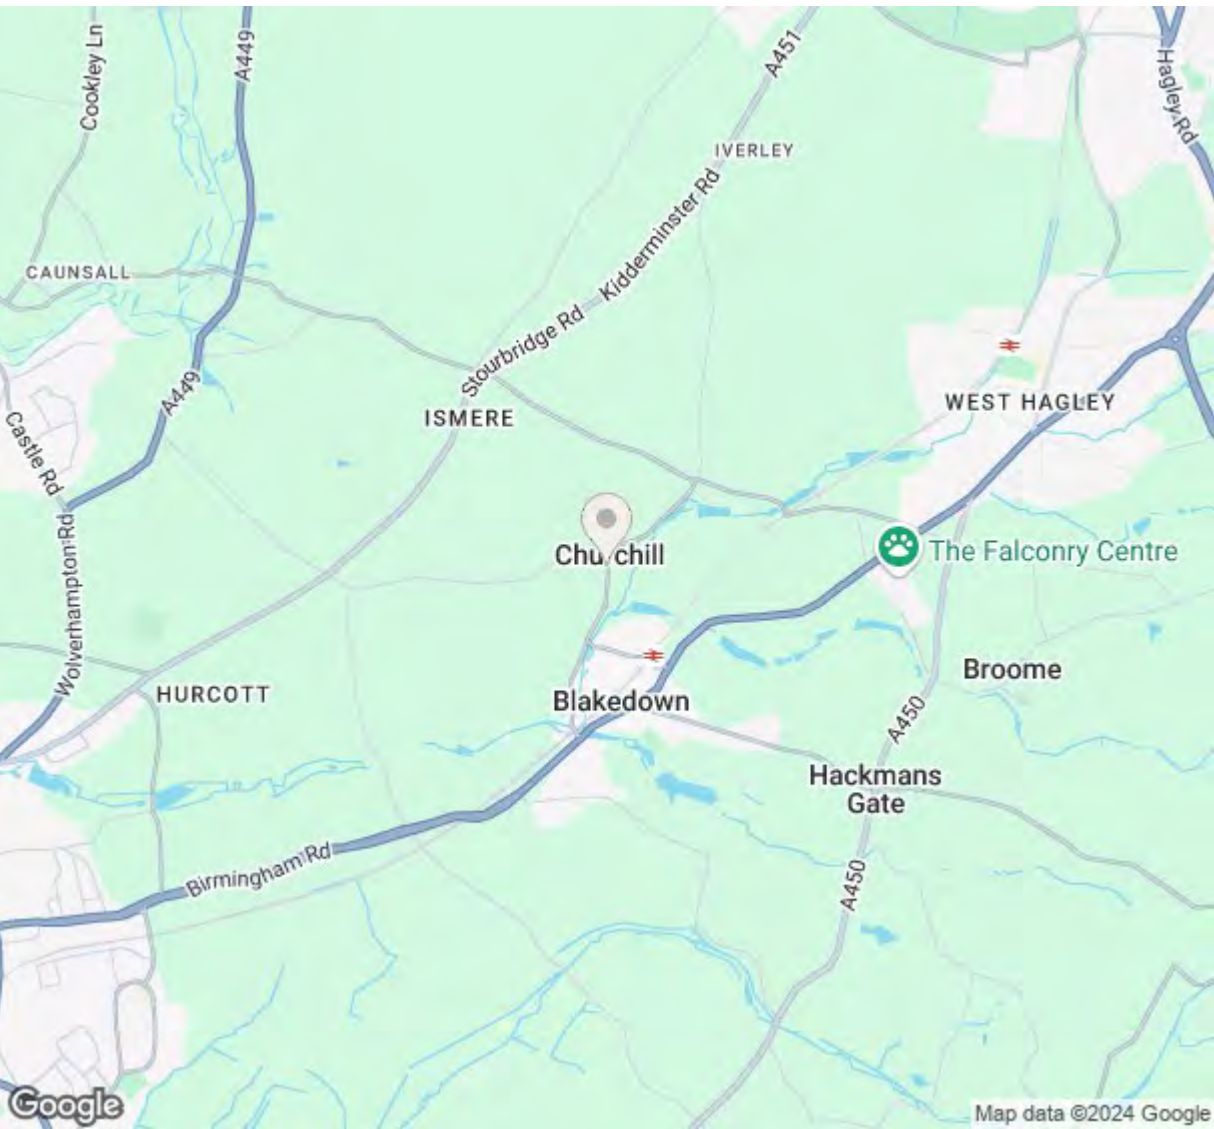 Cookley Ln
A449
A451
Hagley Rd
IVERLEY
Kidderminster Rd
CAUNSALL
Stourbridge Rd
A449
ISMERE
WEST HAGLEY
Castle Rd
Churchill
The Falconry Centre
Wolverhampton Rd
HURCOTT
Blakedown
Broome
A450
Hackmans
Gate
Birmingham Rd
A450
Google
Map data ©2024 Google